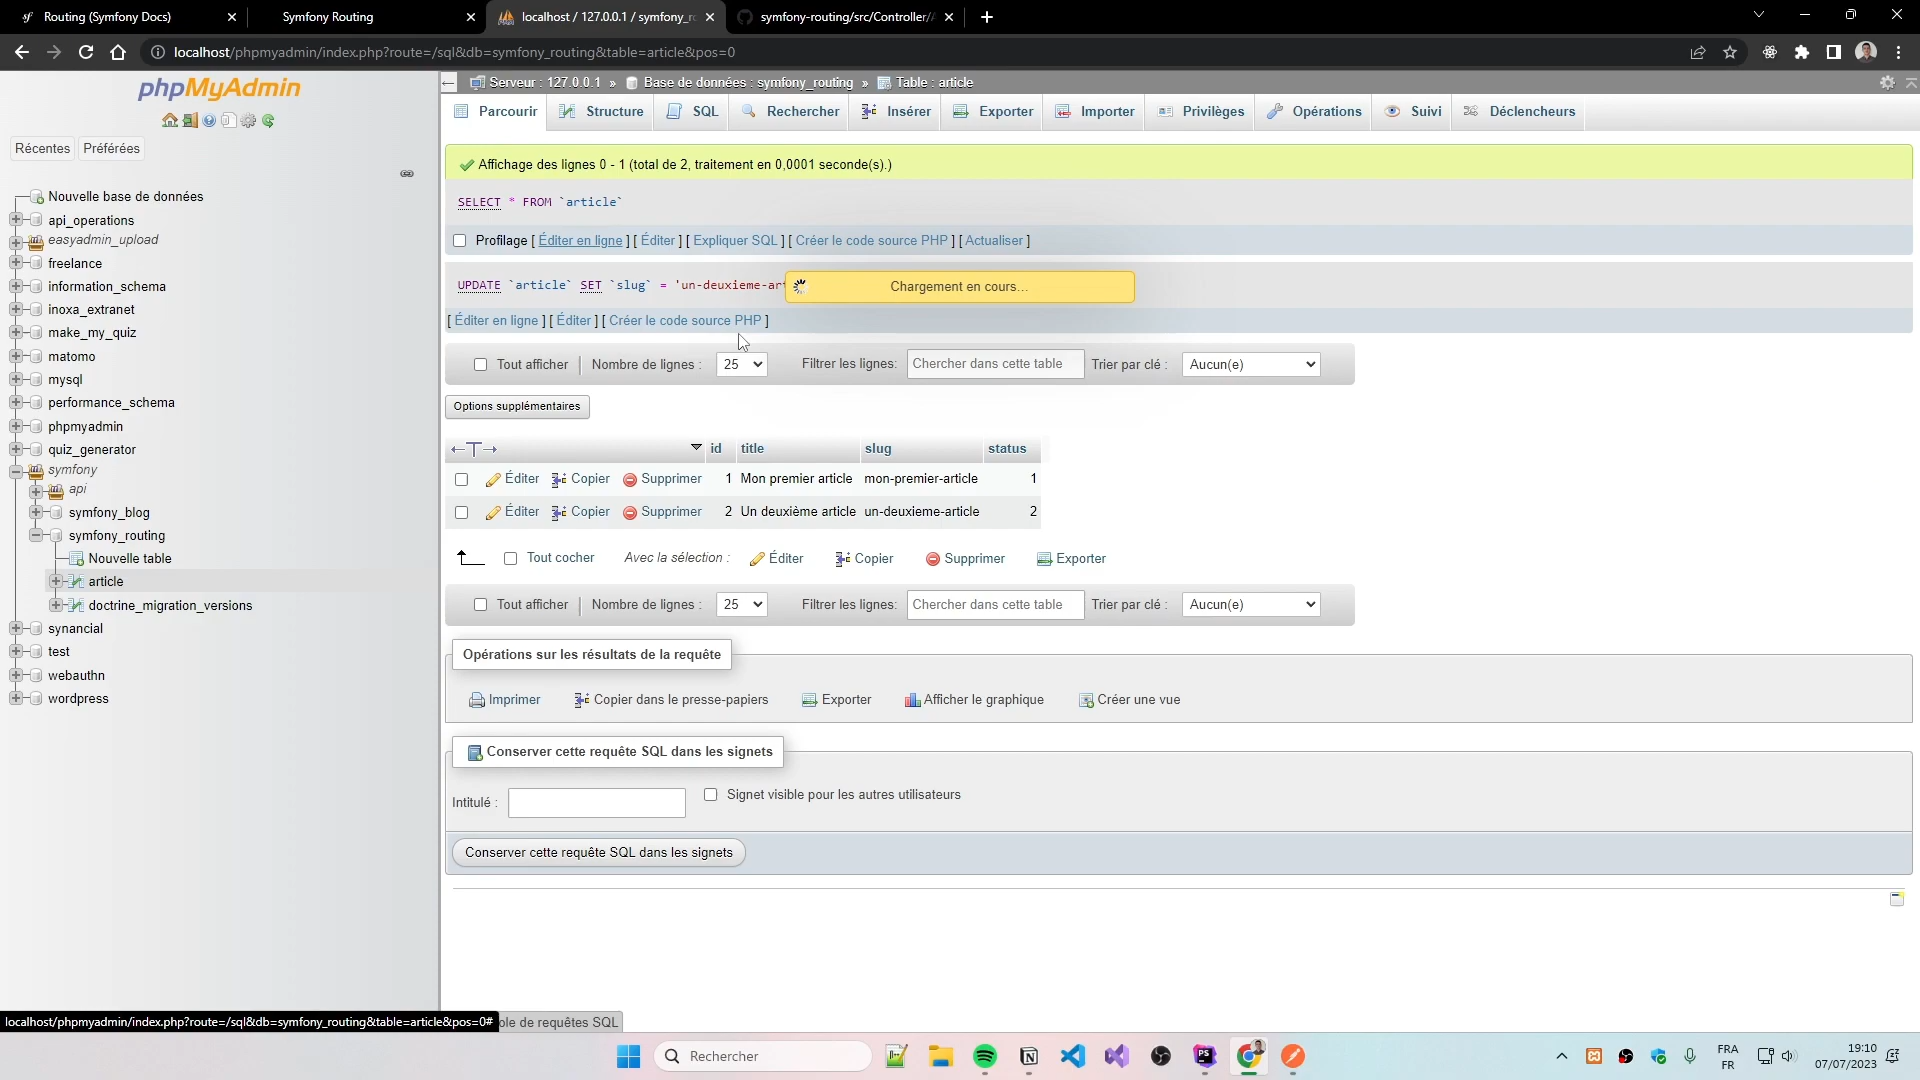 Routing (Symfony Docs)
Symfony Routing
localhost / 127.0.0.1 / symfony_r
symfony-routing/src/Controller/
localhost/phpmyadmin/index.php?route=/sql&db=symfony_routing&table=article&pos=0
phpMyAdmin
Récentes
Préférées
Nouvelle base de données
api_operations
easyadmin_upload
freelance
information_schema
inoxa_extranet
make_my_quiz
matomo
mysql
performance_schema
phpmyadmin
quiz_generator
symfony
api
symfony_blog
symfony_routing
Nouvelle table
article
doctrine_migration_versions
synancial
test
webauthn
wordpress
localhost/phpmyadmin/index.php?route=/sql&db=symfony_routing&table=article&pos=0#
Serveur : 127.0.0.1 » Base de données : symfony_routing » Table : article
Parcourir Structure SQL Rechercher Insérer Exporter Importer Privilèges Opérations Suivi Déclencheurs
Affichage des lignes 0 - 1 (total de 2, traitement en 0,0001 seconde(s).)
SELECT * FROM `article`
Profilage [ Éditer en ligne ] [ Éditer ] [ Expliquer SQL ] [ Créer le code source PHP ] [ Actualiser ]
UPDATE `article` SET `slug` = 'un-deuxieme-art
Chargement en cours…
[ Éditer en ligne ] [ Éditer ] [ Créer le code source PHP ]
Tout afficher Nombre de lignes : 25 Filtrer les lignes: Chercher dans cette table Trier par clé : Aucun(e)
Options supplémentaires
id title slug status
Éditer Copier Supprimer 1 Mon premier article mon-premier-article 1
Éditer Copier Supprimer 2 Un deuxième article un-deuxieme-article 2
Tout cocher Avec la sélection : Éditer Copier Supprimer Exporter
Tout afficher Nombre de lignes : 25 Filtrer les lignes: Chercher dans cette table Trier par clé : Aucun(e)
Opérations sur les résultats de la requête
Imprimer Copier dans le presse-papiers Exporter Afficher le graphique Créer une vue
Conserver cette requête SQL dans les signets
Intitulé :
Signet visible pour les autres utilisateurs
Conserver cette requête SQL dans les signets
ole de requêtes SQL
Rechercher
PS
FRA
FR
19:10
07/07/2023